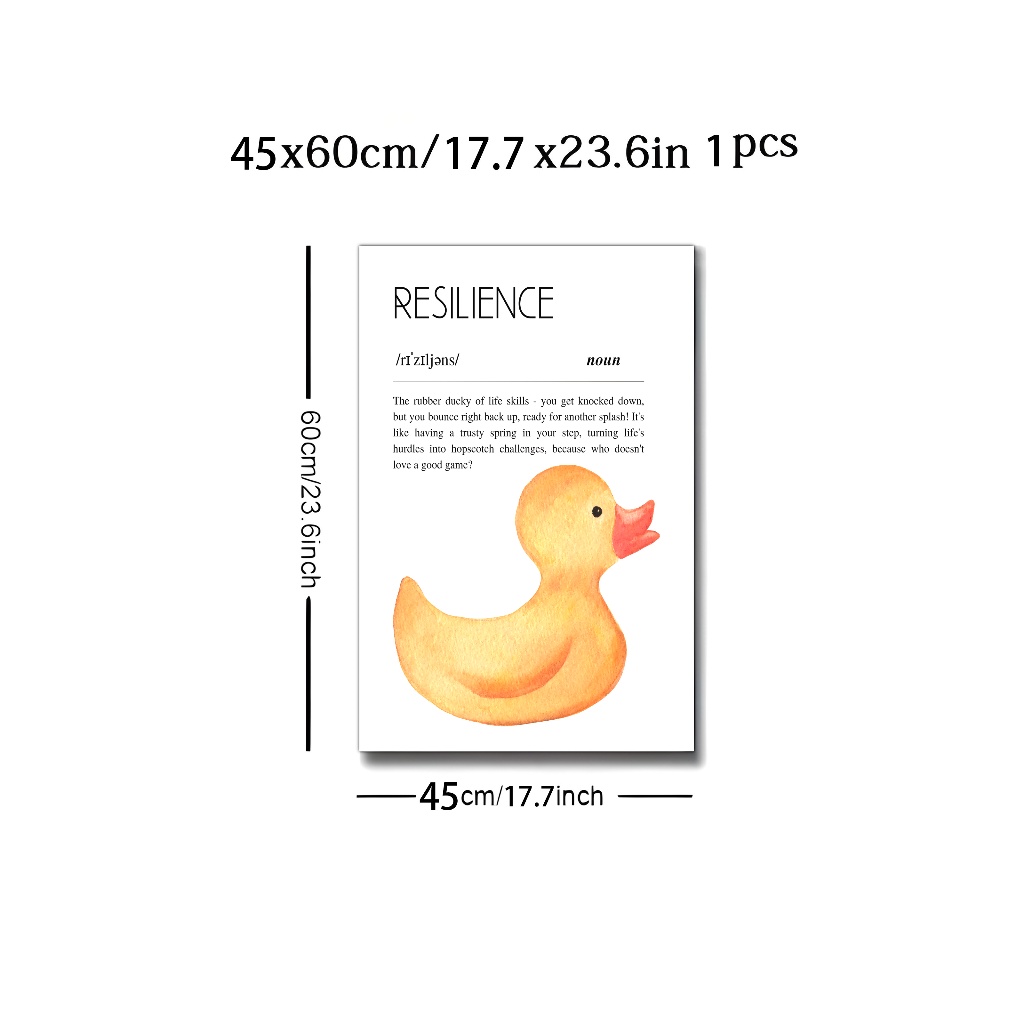 45x60cm/17.7 x23.6in 1pcs
RESILIENCE
/rɪˈzɪljəns/ noun
The rubber ducky of life skills - you get knocked down,
but you bounce right back up, ready for another splash! It's
like having a trusty spring in your step, turning life's
hurdles into hopscotch challenges, because who doesn't
love a good game?
60cm/23.6inch
45cm/17.7inch